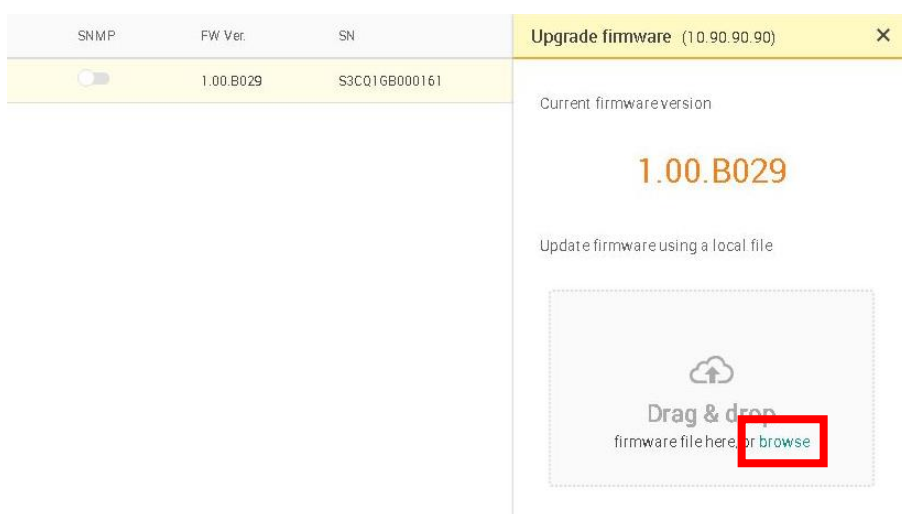 SNMP FW Ver. SN
1.00.B029 S3CQ1GB000161
Upgrade firmware (10.90.90.90) ×
Current firmware version
1.00.B029
Update firmware using a local file
Drag & drop
firmware file here, or browse